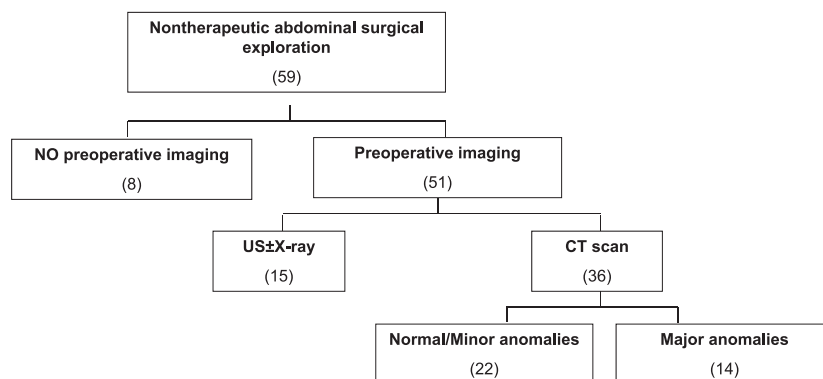 Nontherapeutic abdominal surgical
exploration
(59)
NO preoperative imaging
(8)
Preoperative imaging
(51)
US±X-ray
(15)
CT scan
(36)
Normal/Minor anomalies
(22)
Major anomalies
(14)